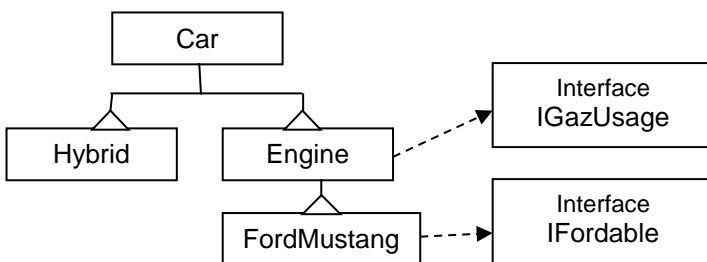 Car
Interface
IGazUsage
Hybrid
Engine
Interface
IFordable
FordMustang